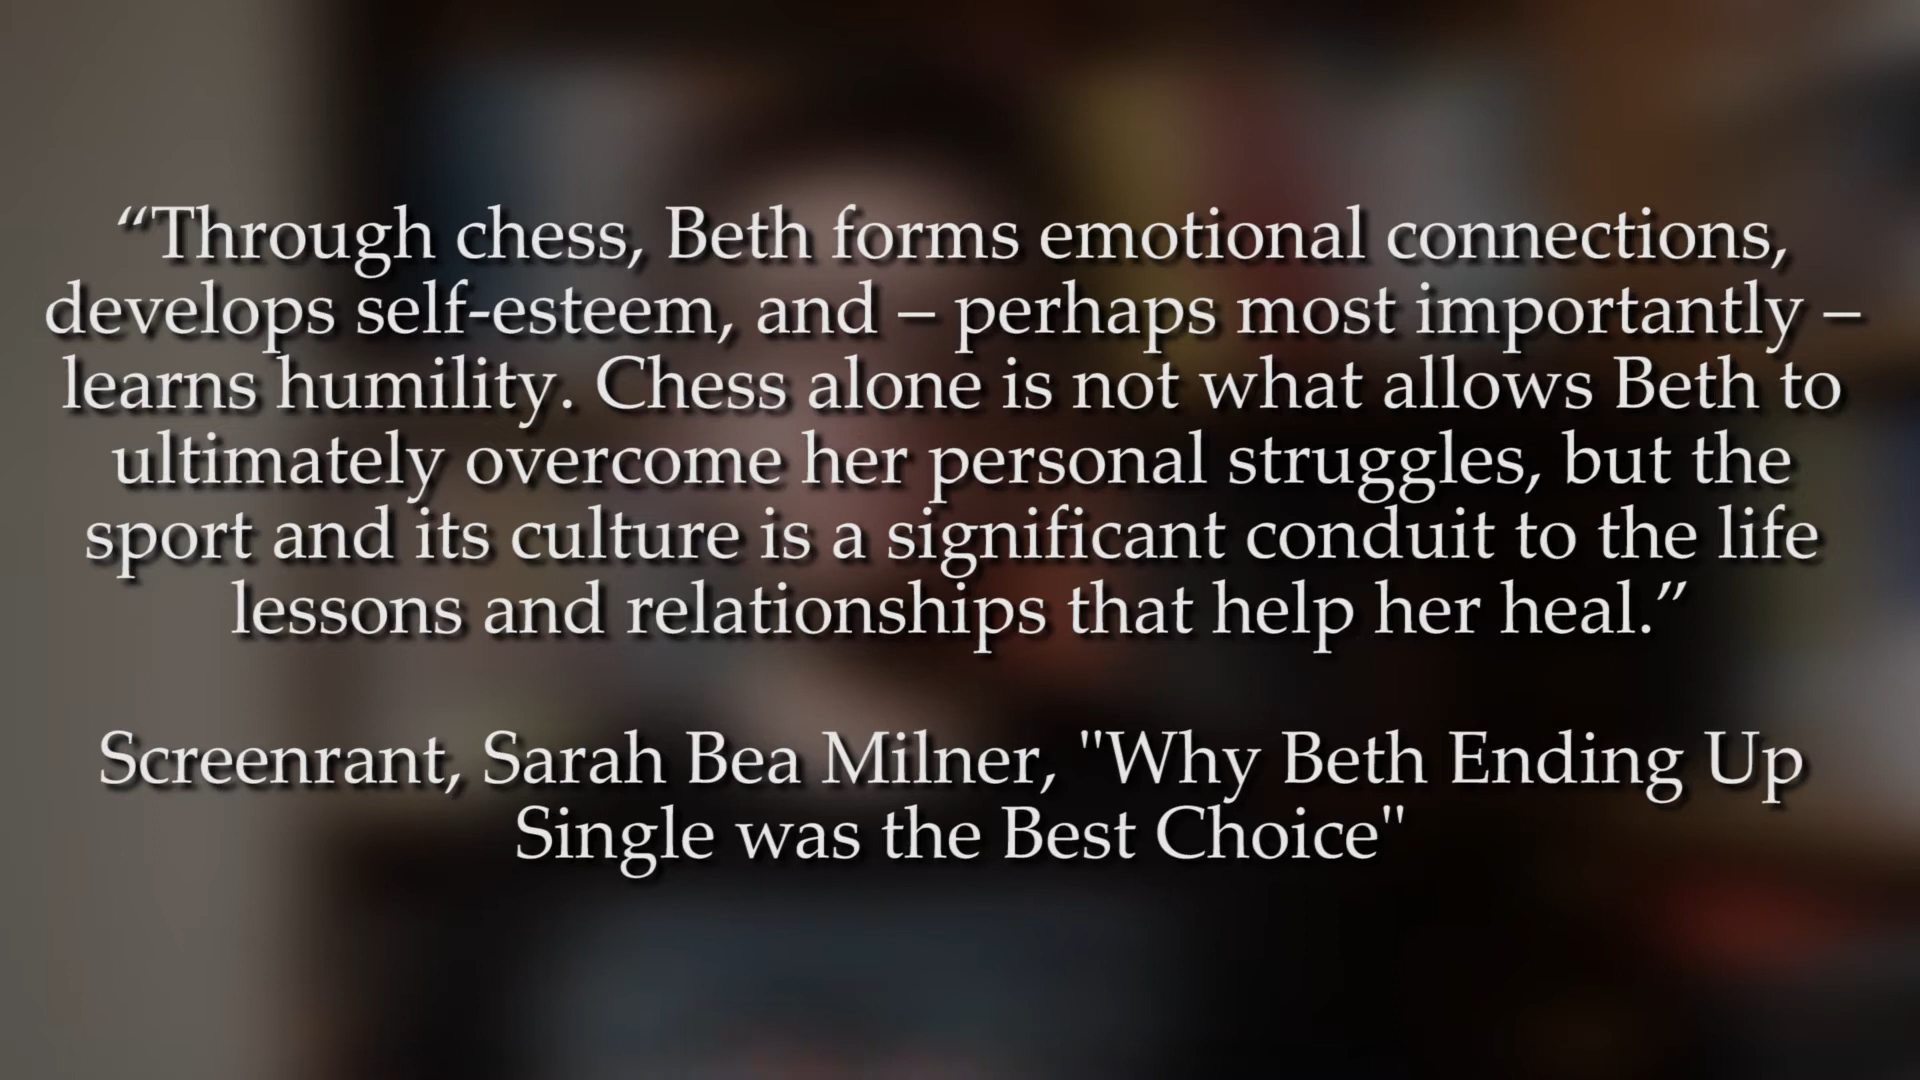 “Through chess, Beth forms emotional connections,
develops self-esteem, and – perhaps most importantly –
learns humility. Chess alone is not what allows Beth to
ultimately overcome her personal struggles, but the
sport and its culture is a significant conduit to the life
lessons and relationships that help her heal.”
Screenrant, Sarah Bea Milner, "Why Beth Ending Up
Single was the Best Choice"